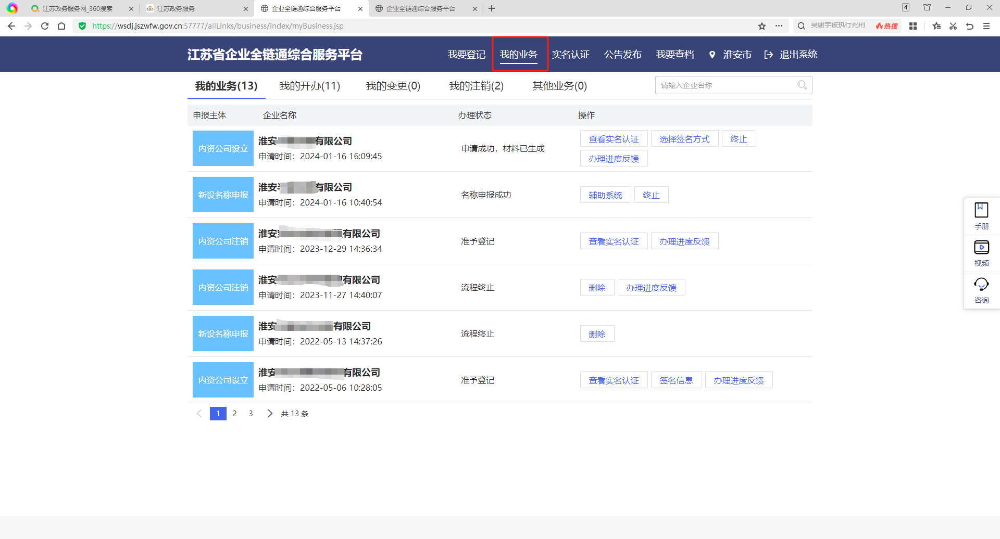 江苏政务服务网_360搜索
江苏政务服务
企业全链通综合服务平台
企业全链通综合服务平台
4
https://wsdj.jszwfw.gov.cn:57777/allLinks/business/index/myBusiness.jsp
吴谢宇被执行死刑
热搜
江苏省企业全链通综合服务平台
我要登记
我的业务
实名认证
公告发布
我要查档
淮安市
退出系统
我的业务(13)
我的开办(11)
我的变更(0)
我的注销(2)
其他业务(0)
请输入企业名称
申报主体
企业名称
办理状态
操作
内资公司设立
淮安 有限公司
申请时间：2024-01-16 16:09:45
申请成功，材料已生成
查看实名认证
选择签名方式
终止
办理进度反馈
新设名称申报
淮安 有限公司
申请时间：2024-01-16 10:40:54
名称申报成功
辅助系统
终止
内资公司注销
淮安 有限公司
申请时间：2023-12-29 14:36:34
准予登记
查看实名认证
办理进度反馈
内资公司注销
淮安 有限公司
申请时间：2023-11-27 14:40:07
流程终止
删除
办理进度反馈
新设名称申报
淮安 有限公司
申请时间：2022-05-13 14:37:26
流程终止
删除
内资公司设立
淮安 有限公司
申请时间：2022-05-06 10:28:05
准予登记
查看实名认证
签名信息
办理进度反馈
1
2
3
共 13 条
手册
视频
咨询